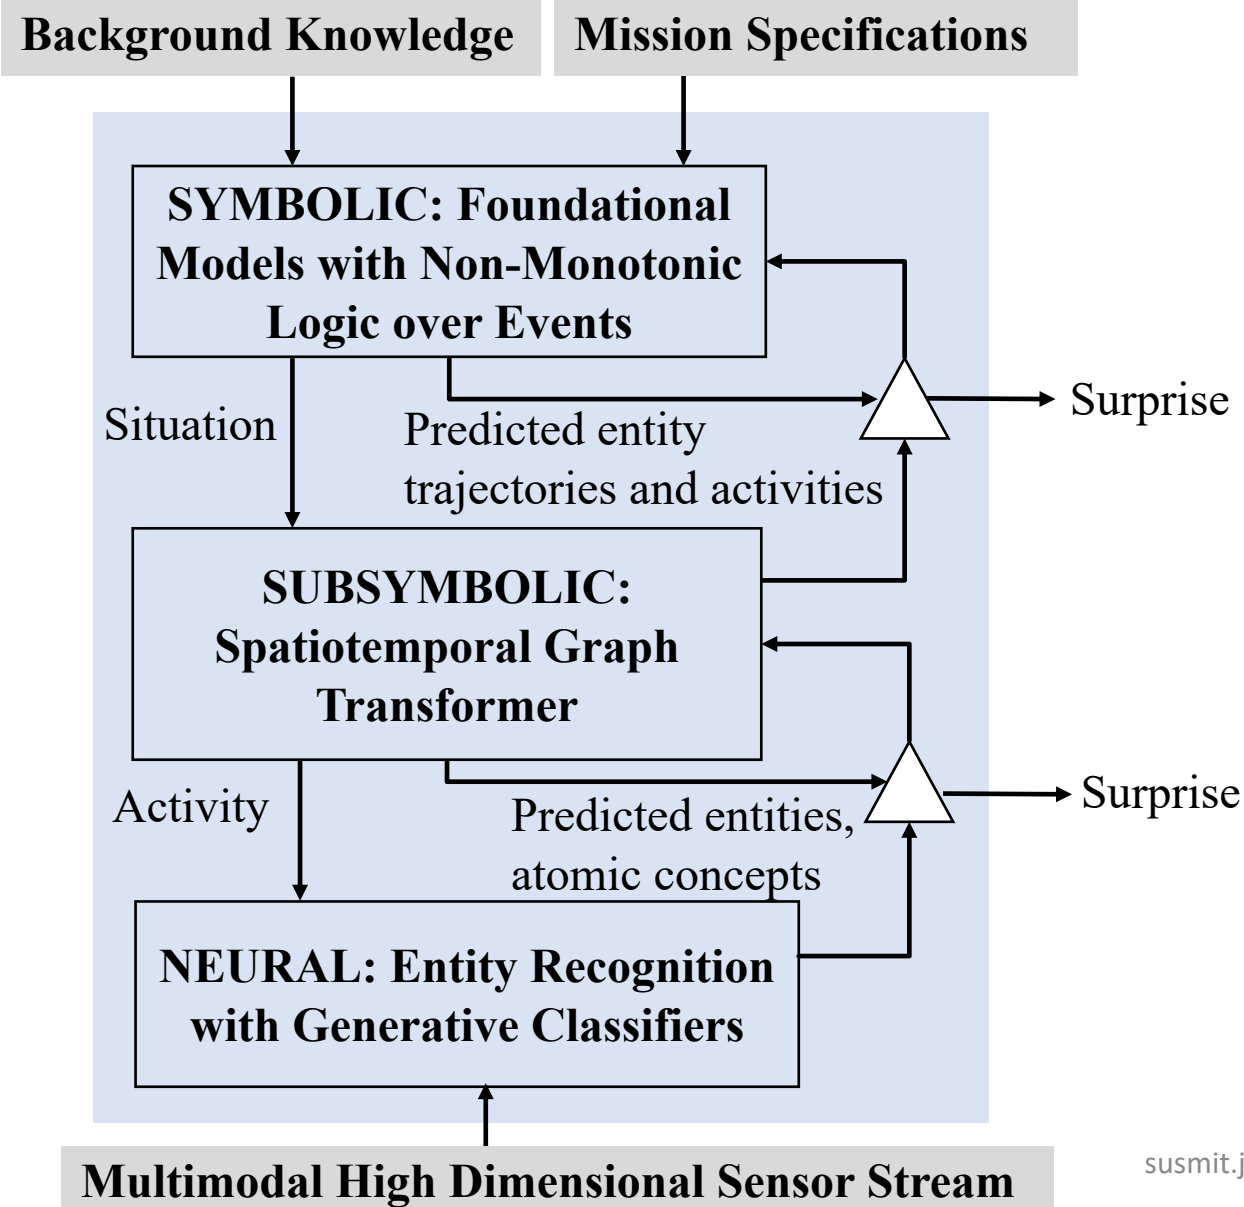 Background Knowledge
Mission Specifications
SYMBOLIC: Foundational
Models with Non-Monotonic
Logic over Events
Situation
Predicted entity
trajectories and activities
Surprise
SUBSYMBOLIC:
Spatiotemporal Graph
Transformer
Activity
Predicted entities,
atomic concepts
Surprise
NEURAL: Entity Recognition
with Generative Classifiers
Multimodal High Dimensional Sensor Stream
susmit.j